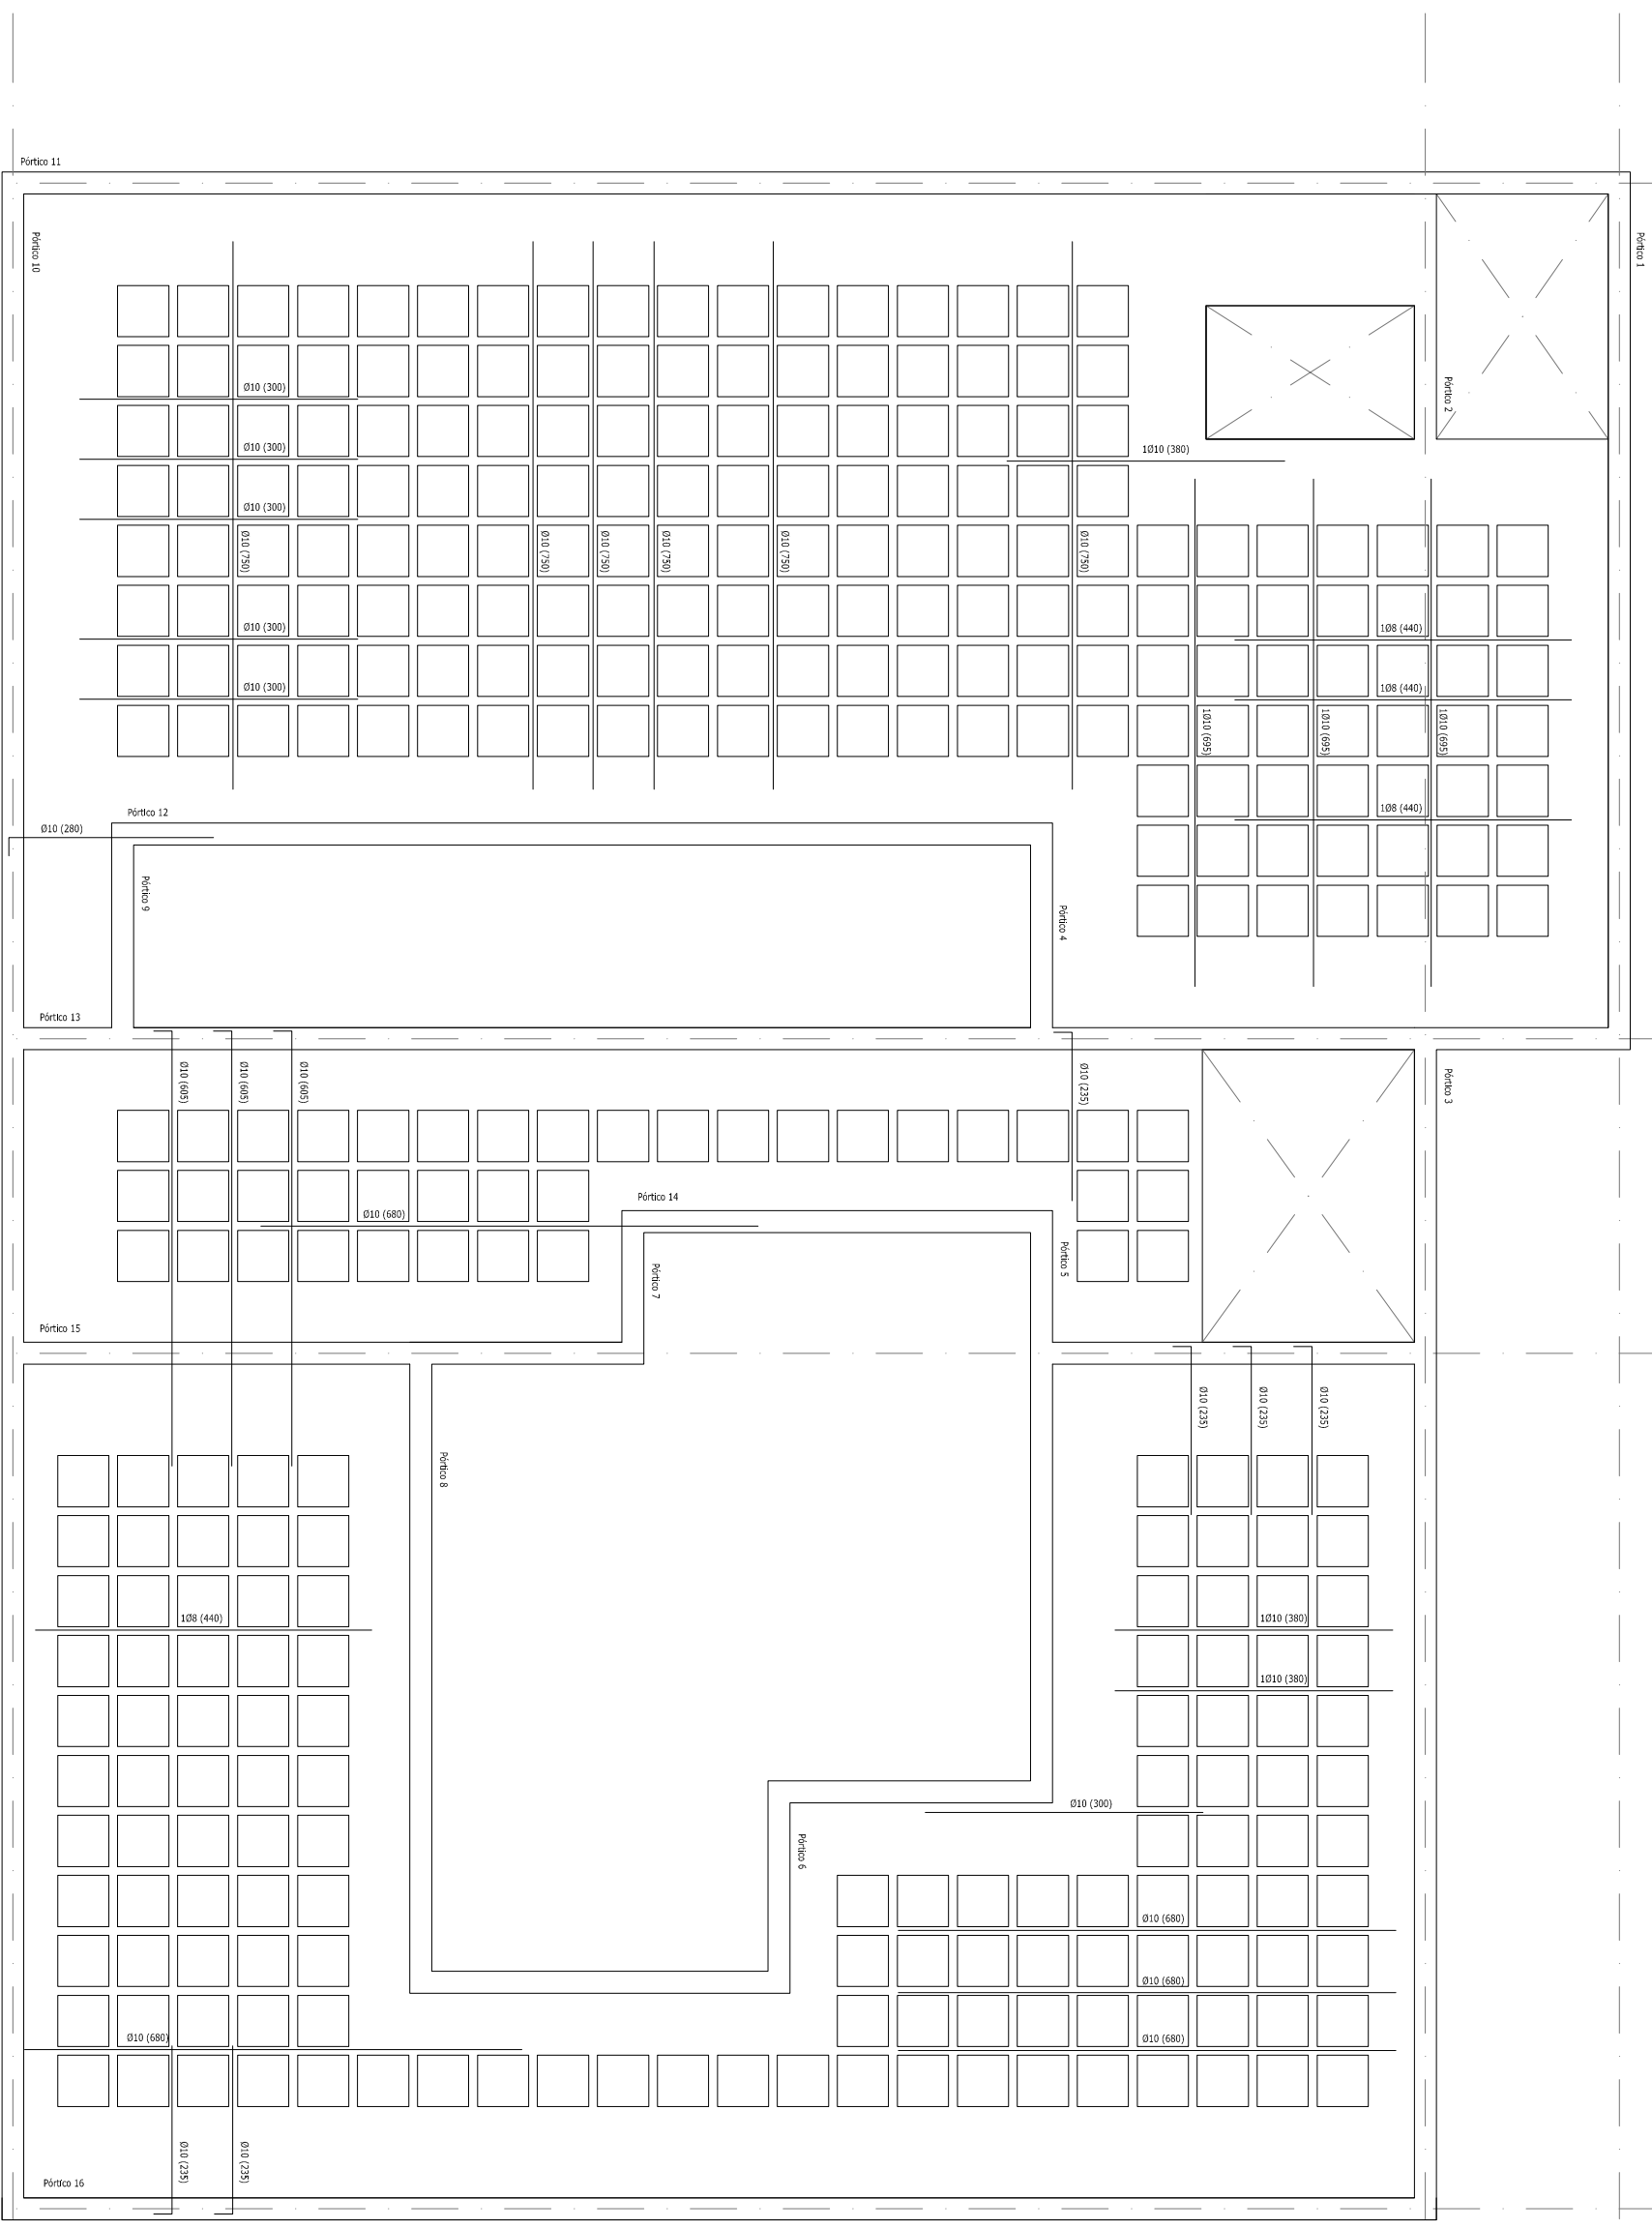 Pórtico 11
Pórtico 10
Pórtico 1
Pórtico 2
Ø10 (300)
Ø10 (300)
1Ø10 (380)
Ø10 (300)
Ø10 (750)
Ø10 (750)
Ø10 (750)
Ø10 (750)
Ø10 (750)
Ø10 (750)
Ø10 (300)
1Ø8 (440)
Ø10 (300)
1Ø8 (440)
1Ø10 (695)
1Ø10 (695)
1Ø10 (695)
1Ø8 (440)
Pórtico 12
Ø10 (280)
Pórtico 9
Pórtico 4
Pórtico 13
Ø10 (605)
Ø10 (605)
Ø10 (605)
Ø10 (235)
Pórtico 3
Pórtico 14
Ø10 (680)
Pórtico 7
Pórtico 5
Pórtico 15
Ø10 (235)
Ø10 (235)
Ø10 (235)
Pórtico 8
1Ø8 (440)
1Ø10 (380)
1Ø10 (380)
Ø10 (300)
Pórtico 6
Ø10 (680)
Ø10 (680)
Ø10 (680)
Ø10 (680)
Ø10 (235)
Ø10 (235)
Pórtico 16